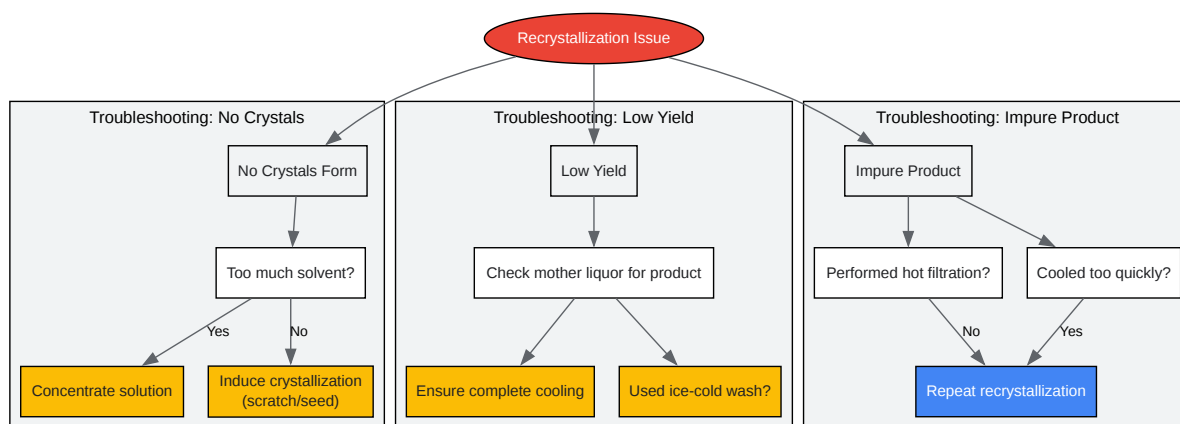 Recrystallization Issue
Troubleshooting: No Crystals
Troubleshooting: Low Yield
Troubleshooting: Impure Product
No Crystals Form
Low Yield
Impure Product
Too much solvent?
Check mother liquor for product
Performed hot filtration?
Cooled too quickly?
Yes
No
No
Yes
Concentrate solution
Induce crystallization
(scratch/seed)
Ensure complete cooling
Used ice-cold wash?
Repeat recrystallization